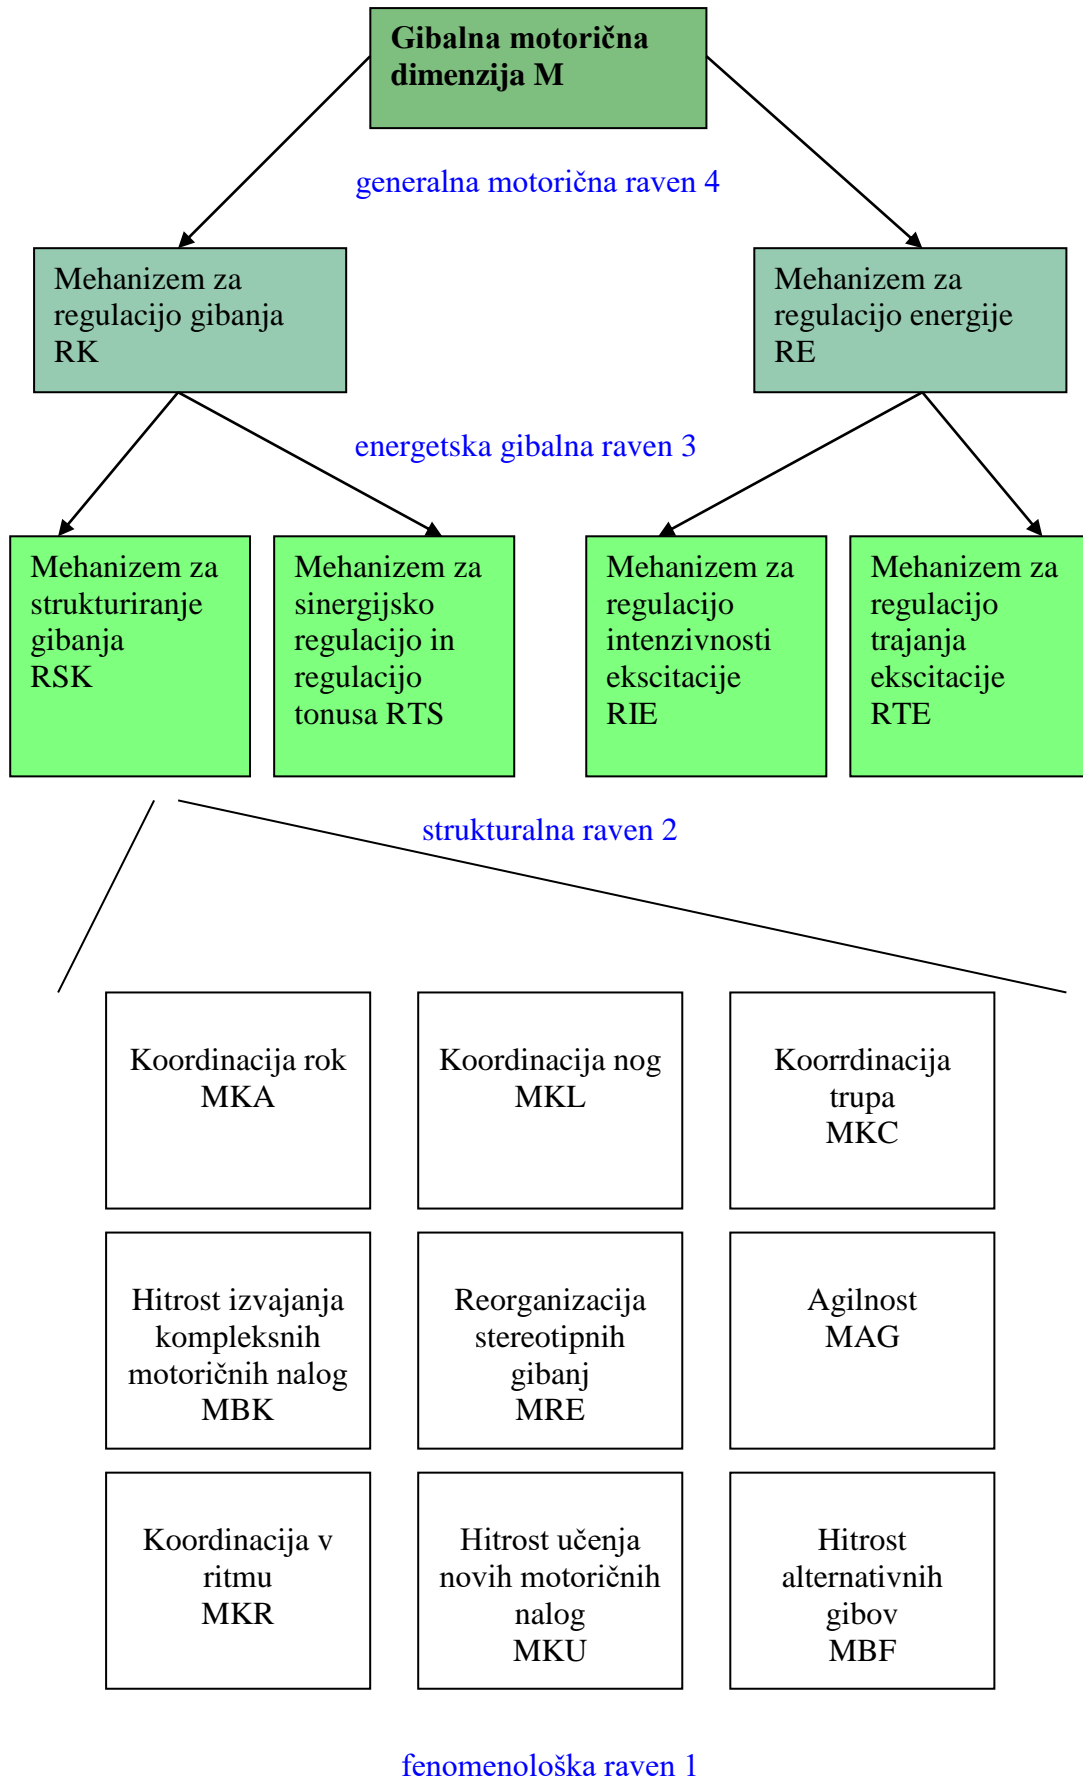 Gibalna motorična
dimenzija M
generalna motorična raven 4
Mehanizem za
regulacijo gibanja
RK
Mehanizem za
regulacijo energije
RE
energetska gibalna raven 3
Mehanizem za
strukturiranje
gibanja
RSK
Mehanizem za
sinergijsko
regulacijo in
regulacijo
tonusa RTS
Mehanizem za
regulacijo
intenzivnosti
ekscitacije
RIE
Mehanizem za
regulacijo
trajanja
ekscitacije
RTE
strukturalna raven 2
Koordinacija rok
MKA
Koordinacija nog
MKL
Koorrdinacija
trupa
MKC
Hitrost izvajanja
kompleksnih
motoričnih nalog
MBK
Reorganizacija
stereotipnih
gibanj
MRE
Agilnost
MAG
Koordinacija v
ritmu
MKR
Hitrost učenja
novih motoričnih
nalog
MKU
Hitrost
alternativnih
gibov
MBF
fenomenološka raven 1